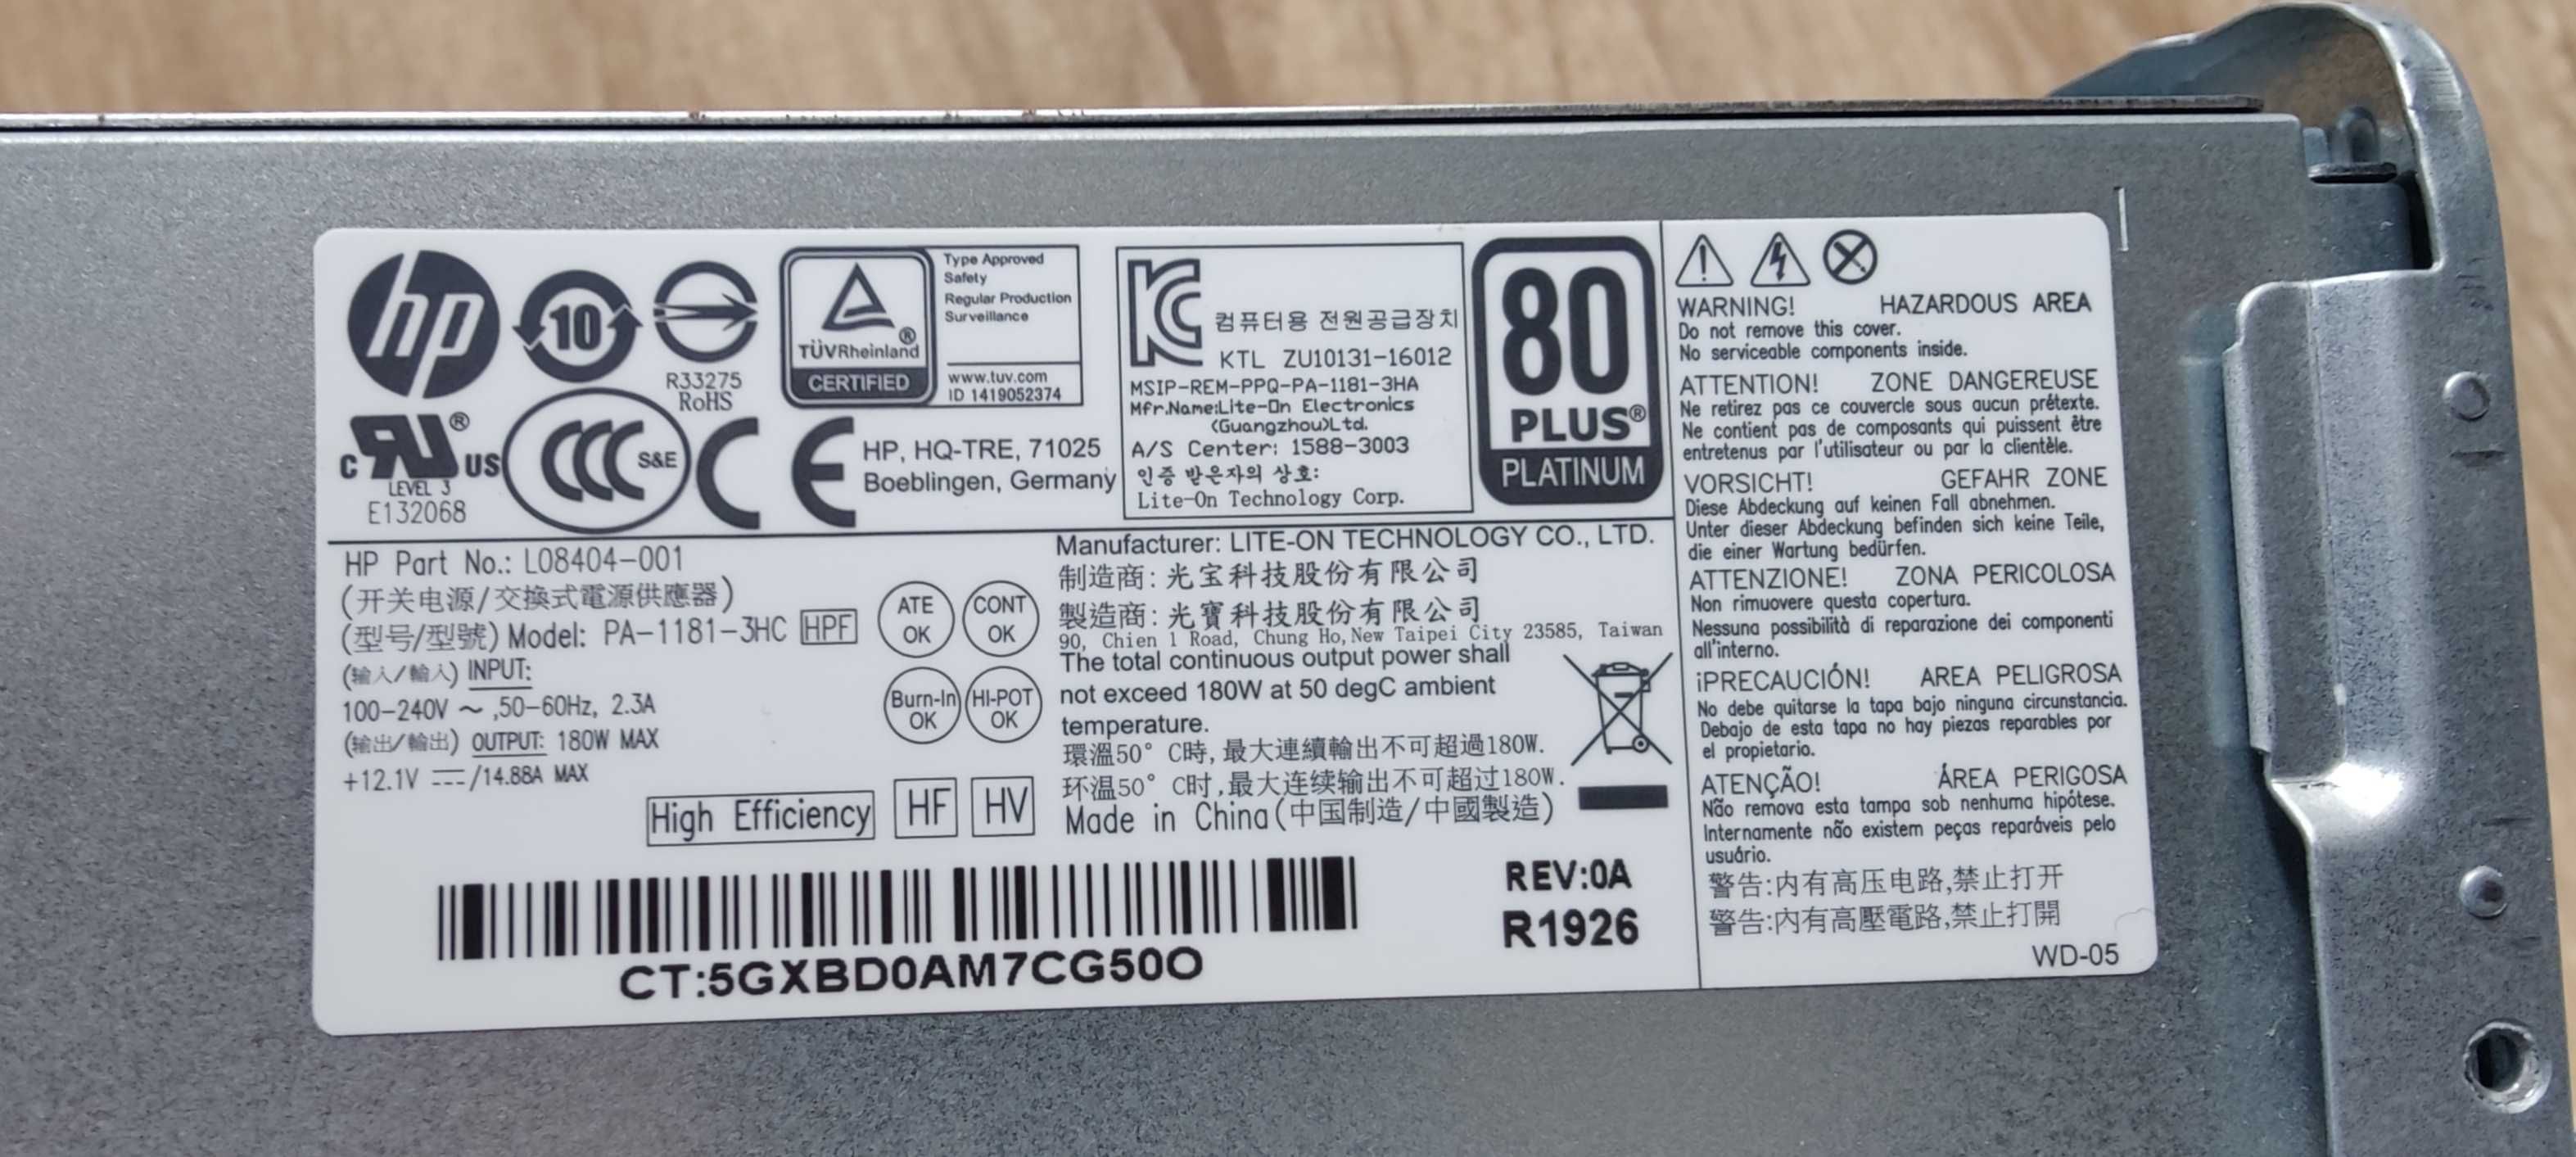 hp
10
R33275
RoHS
TÜVRheinland
CERTIFIED
Type Approved
Safety
Regular Production
Surveillance
www.tuv.com
ID 1419052374
컴퓨터용 전원공급장치
KTL ZU10131-16012
MSIP-REM-PPQ-PA-1181-3HA
Mfr.Name:Lite-On Electronics
(Guangzhou)Ltd.
A/S Center: 1588-3003
인증 받은자의 상호:
Lite-On Technology Corp.
80
PLUS®
PLATINUM
c RU ® US
LEVEL 3
E132068
CCC S&E
CE
HP, HQ-TRE, 71025
Boeblingen, Germany
HP Part No.: L08404-001
(开关电源/交換式電源供應器)
(型号/型號) Model: PA-1181-3HC HPF
(输入/輸入) INPUT:
100-240V ~ ,50-60Hz, 2.3A
(输出/輸出) OUTPUT: 180W MAX
+12.1V ⎓/14.88A MAX
ATE OK
CONT OK
Burn-In OK
HI-POT OK
High Efficiency HF HV
Manufacturer: LITE-ON TECHNOLOGY CO., LTD.
制造商: 光宝科技股份有限公司
製造商: 光寶科技股份有限公司
90, Chien 1 Road, Chung Ho,New Taipei City 23585, Taiwan
The total continuous output power shall
not exceed 180W at 50 degC ambient
temperature.
環溫50° C時,最大連續輸出不可超過180W.
环温50° C时,最大连续输出不可超过180W.
Made in China(中国制造/中國製造)
CT:5GXBD0AM7CG50O
REV:0A
R1926
WARNING! HAZARDOUS AREA
Do not remove this cover.
No serviceable components inside.
ATTENTION! ZONE DANGEREUSE
Ne retirez pas ce couvercle sous aucun prétexte.
Ne contient pas de composants qui puissent être
entretenus par l'utilisateur ou par la clientèle.
VORSICHT! GEFAHR ZONE
Diese Abdeckung auf keinen Fall abnehmen.
Unter dieser Abdeckung befinden sich keine Teile,
die einer Wartung bedürfen.
ATTENZIONE! ZONA PERICOLOSA
Non rimuovere questa copertura.
Nessuna possibilità di reparazione dei componenti
all'interno.
¡PRECAUCIÓN! AREA PELIGROSA
No debe quitarse la tapa bajo ninguna circunstancia.
Debajo de esta tapa no hay piezas reparables por
el propietario.
ATENÇÃO! ÁREA PERIGOSA
Não remova esta tampa sob nenhuma hipótese.
Internamente não existem peças reparáveis pelo
usuário.
警告:内有高压电路,禁止打开
警告:內有高壓電路,禁止打開
WD-05